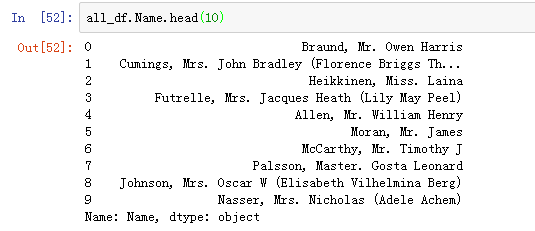 In [52]: all_df.Name.head(10)
Out[52]:
0 Braund, Mr. Owen Harris
1 Cumings, Mrs. John Bradley (Florence Briggs Th...
2 Heikkinen, Miss. Laina
3 Futrelle, Mrs. Jacques Heath (Lily May Peel)
4 Allen, Mr. William Henry
5 Moran, Mr. James
6 McCarthy, Mr. Timothy J
7 Palsson, Master. Gosta Leonard
8 Johnson, Mrs. Oscar W (Elisabeth Vilhelmina Berg)
9 Nasser, Mrs. Nicholas (Adele Achem)
Name: Name, dtype: object